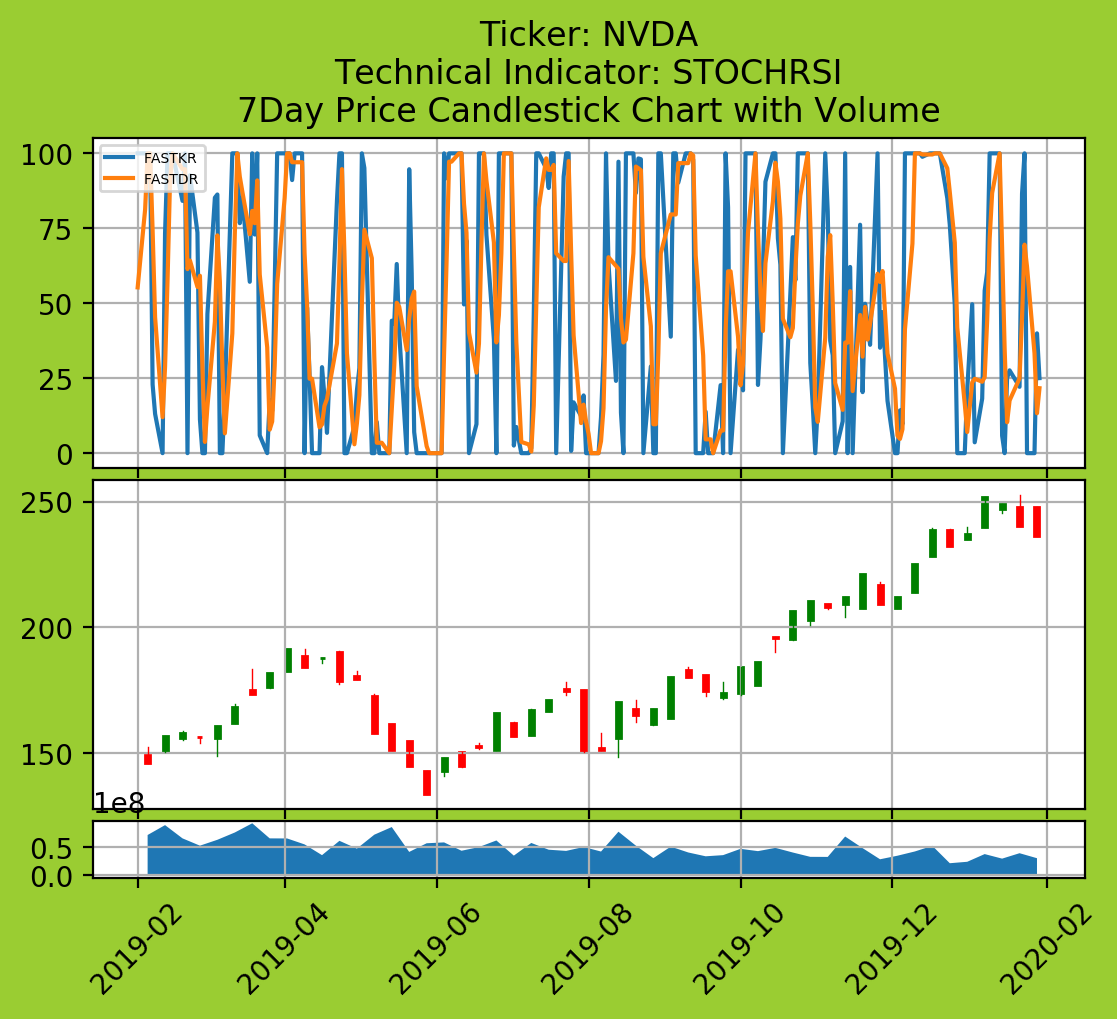 Ticker: NVDA
Technical Indicator: STOCHRSI
7Day Price Candlestick Chart with Volume
100
75
50
25
0
FASTKR
FASTDR
250
200
150
1e8
0.5
0.0
2019-02
2019-04
2019-06
2019-08
2019-10
2019-12
2020-02